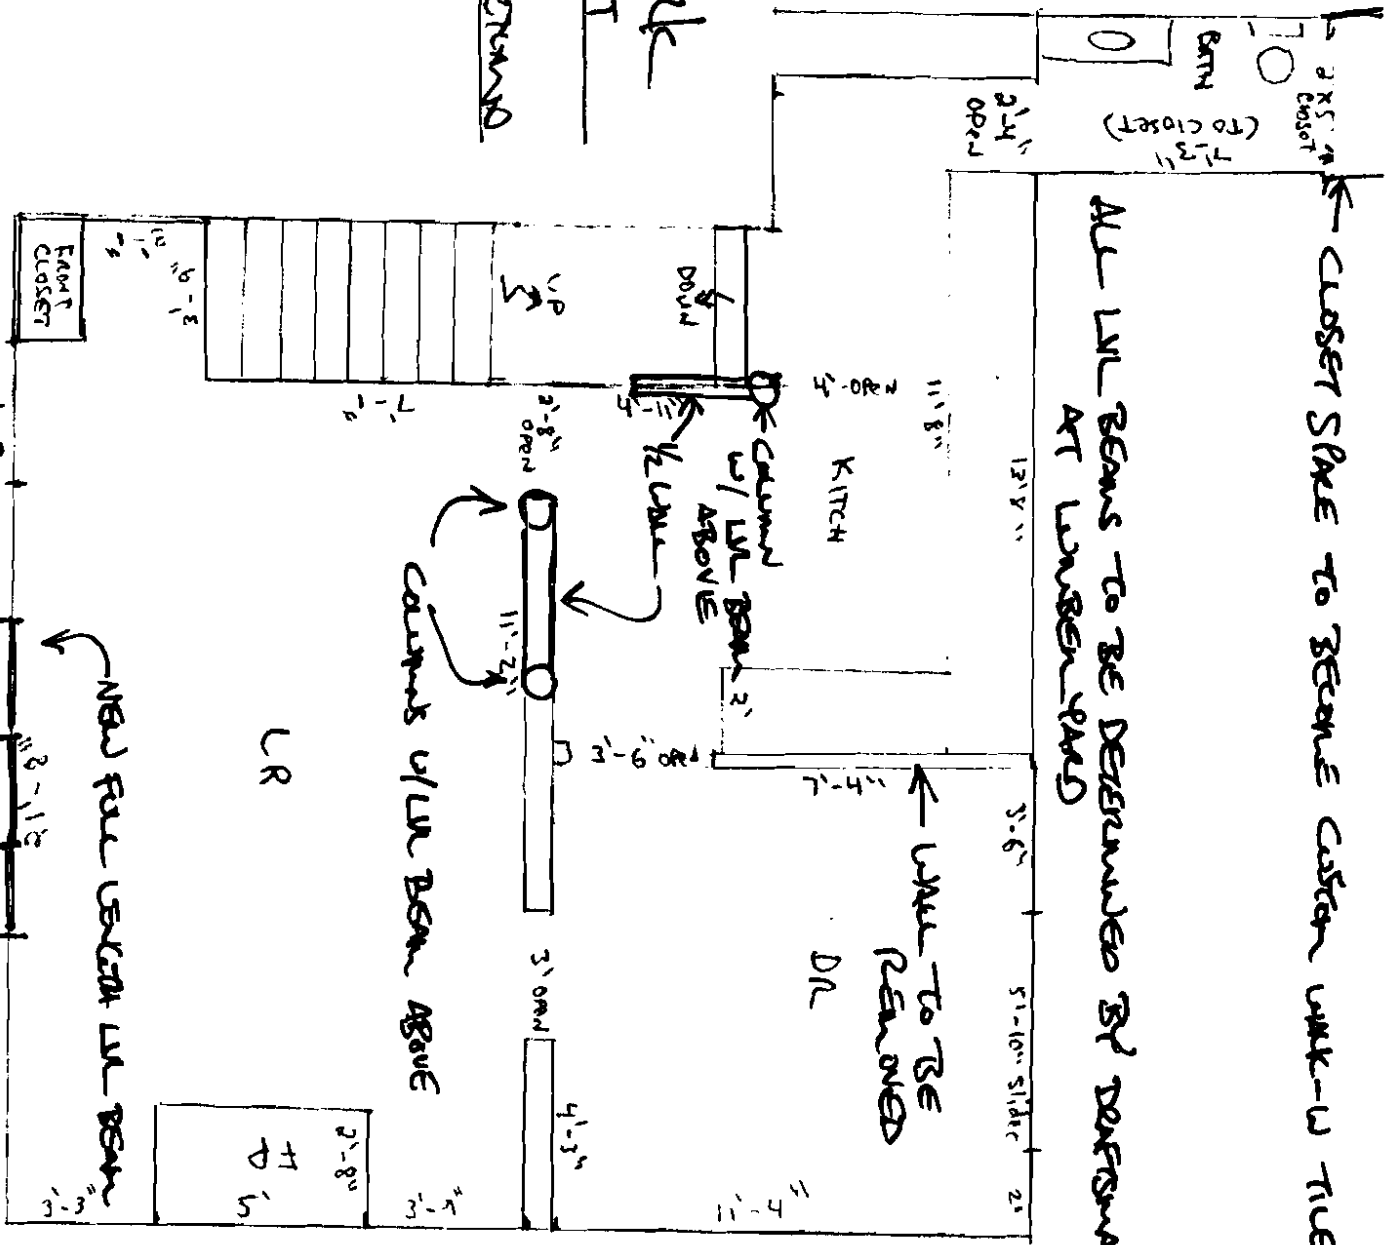 CLOSET SPACE TO BECOME CUSTOM WALK-IN TILE
ALL LVL BEAMS TO BE DETERMINED BY DRAFTSMA
AT LUMBER YARD
2'X5'
CLOSET
BATH
7'-3"
(TO CLOSET)
2'-4"
OPEN
13'8"
3'-6"
5'-10" Slider
2'
11'8"
4'-OPEN
KITCH
WALL TO BE
REMOVED
7'-4"
DR
11'-4"
2'
3'-6" OPEN
COLUMN
W/ LVL BEAM
ABOVE
1/2 WALL
DOWN
4'-11"
UP
2'-8"
OPEN
11'-2"
3' OPEN
4'-3"
COLUMNS W/LVL BEAM ABOVE
7'-1"
3'-9"
LR
FP
2'-8"
5'
3'-3"
FRONT
CLOSET
NEW FULL LENGTH LVL BEAM